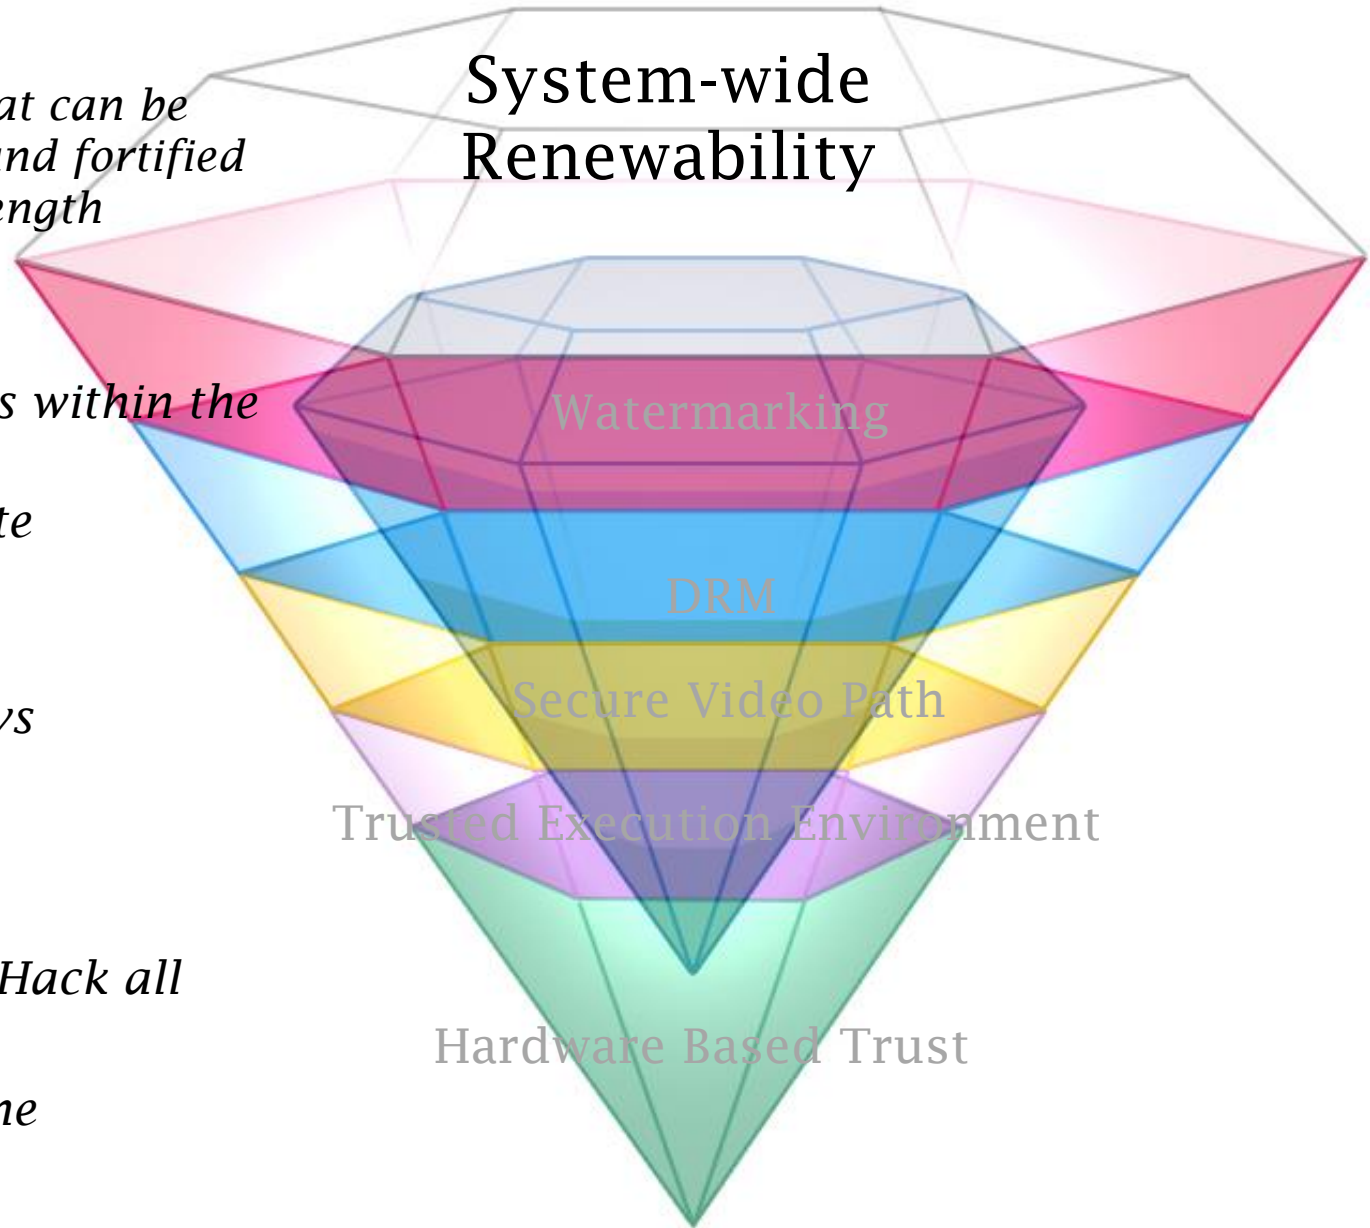 System-wide
Renewability
at can be
and fortified
ength
s within the
Watermarking
te
DRM
Secure Video Path
vs
Trusted Execution Environment
Hack all
Hardware Based Trust
ne